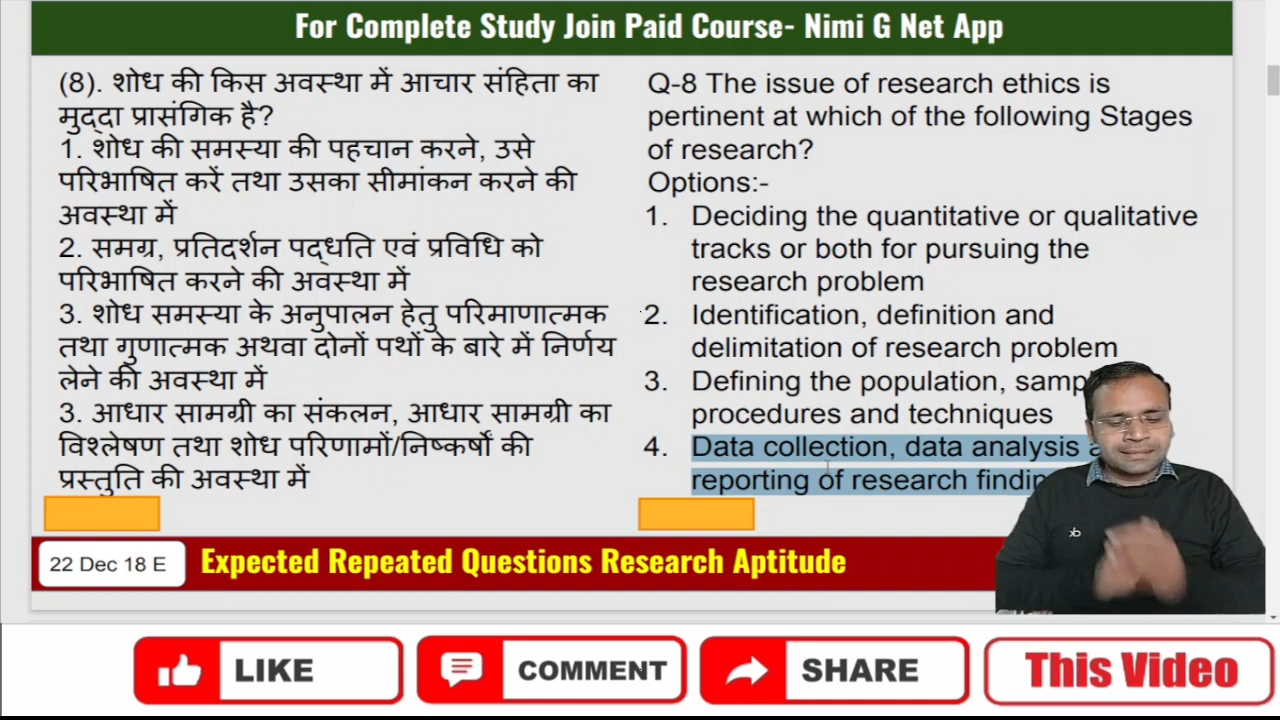 For Complete Study Join Paid Course- Nimi G Net App
(8). शोध की किस अवस्था में आचार संहिता का
मुद्दा प्रासंगिक है?
1. शोध की समस्या की पहचान करने, उसे
परिभाषित करें तथा उसका सीमांकन करने की
अवस्था में
2. समग्र, प्रतिदर्शन पद्धति एवं प्रविधि को
परिभाषित करने की अवस्था में
3. शोध समस्या के अनुपालन हेतु परिमाणात्मक
तथा गुणात्मक अथवा दोनों पथों के बारे में निर्णय
लेने की अवस्था में
3. आधार सामग्री का संकलन, आधार सामग्री का
विश्लेषण तथा शोध परिणामों/निष्कर्षों की
प्रस्तुति की अवस्था में
Q-8 The issue of research ethics is
pertinent at which of the following Stages
of research?
Options:-
1. Deciding the quantitative or qualitative
tracks or both for pursuing the
research problem
2. Identification, definition and
delimitation of research problem
3. Defining the population,
procedures and techniques
4. Data collection, data analysis
reporting of research
22 Dec 18 E
Expected Repeated Questions Research Aptitude
LIKE
COMMENT
SHARE
This Video